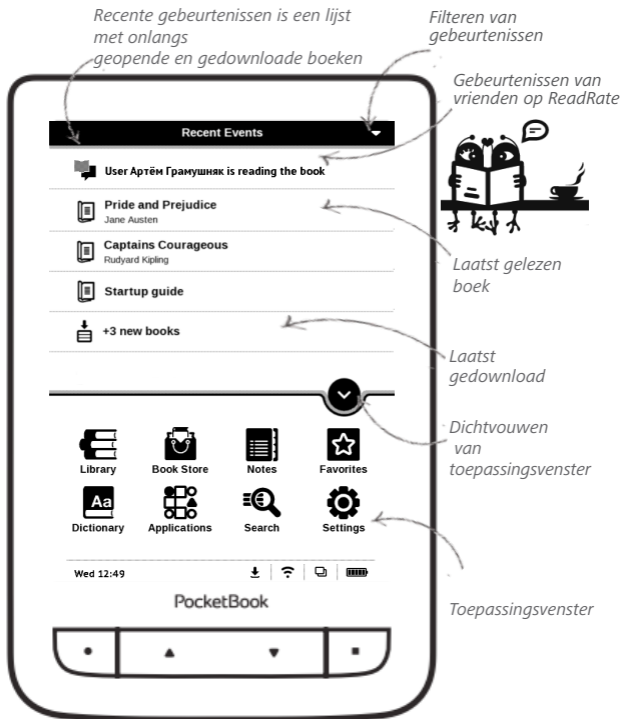 Recente gebeurtenissen is een lijst
met onlangs
geopende en gedownloade boeken
Filteren van
gebeurtenissen
Gebeurtenissen van
vrienden op ReadRate
Recent Events
User Артём Грамушняк is reading the book
Pride and Prejudice
Jane Austen
Captains Courageous
Rudyard Kipling
Startup guide
+3 new books
Laatst gelezen
boek
Laatst
gedownload
Dichtvouwen
van
toepassingsvenster
Library Book Store Notes Favorites
Aa
Dictionary Applications Search Settings
Wed 12:49
Toepassingsvenster
PocketBook